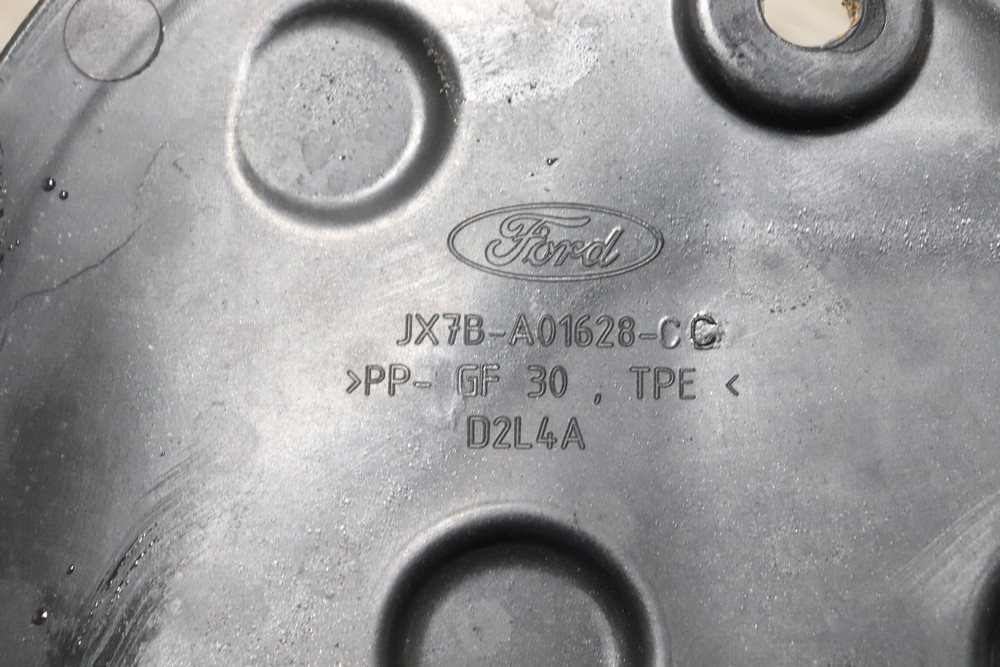 Ford
JX7B-A01628-CC
>PP- GF 30 , TPE <
D2L4A